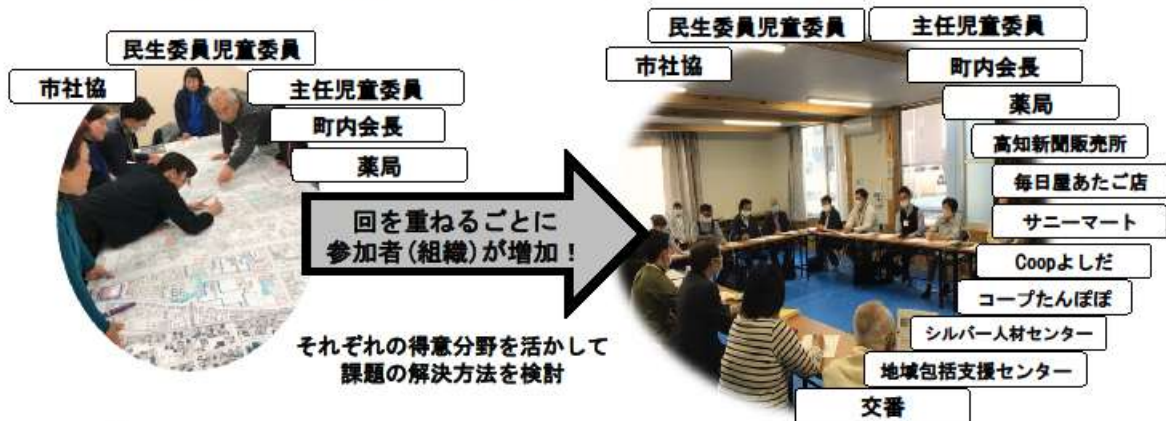 民生委員児童委員
市社協
主任児童委員
町内会長
薬局
回を重ねるごとに
参加者(組織)が増加!
それぞれの得意分野を活かして
課題の解決方法を検討
民生委員児童委員
主任児童委員
市社協
町内会長
薬局
高知新聞販売所
毎日屋あたご店
サニーマート
Coopよしだ
コープたんぽぽ
シルバー人材センター
地域包括支援センター
交番